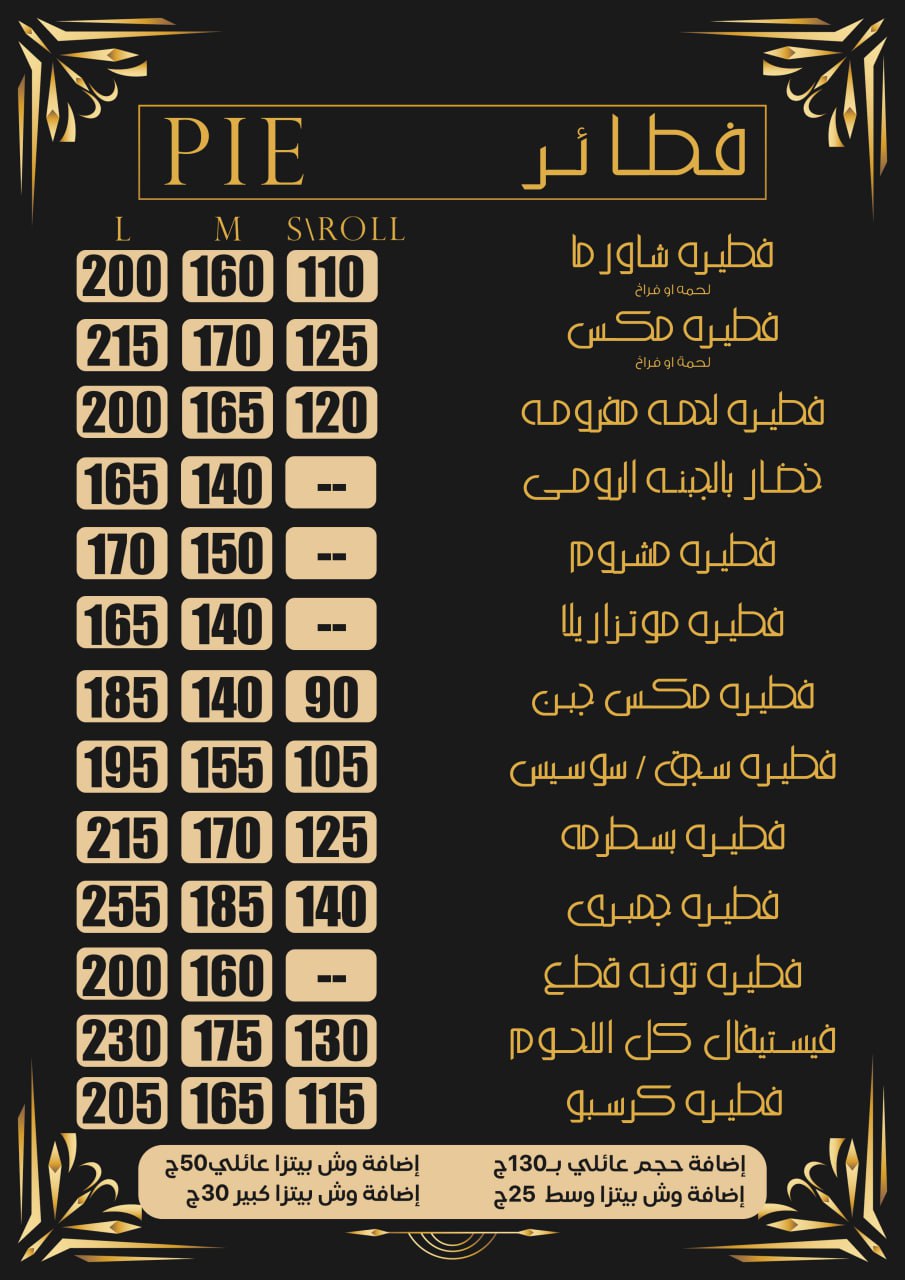 فطائر PIE
L M S\ROLL
فطيره شاورما 110 160 200
لحمه او فراخ
فطيره مكس 125 170 215
لحمة او فراخ
فطيره لحمه مفرومه 120 165 200
خضار بالجبنه الرومى -- 140 165
فطيره مشروم -- 150 170
فطيره موتزاريلا -- 140 165
فطيره مكس جبن 90 140 185
فطيره سجق / سوسيس 105 155 195
فطيره بسطرمه 125 170 215
فطيره جمبرى 140 185 255
فطيره تونه قطع -- 160 200
فيستيفال كل اللحوم 130 175 230
فطيره كرسبو 115 165 205
إضافة حجم عائلي بـ130ج إضافة وش بيتزا عائلي50ج
إضافة وش بيتزا وسط 25ج إضافة وش بيتزا كبير 30ج